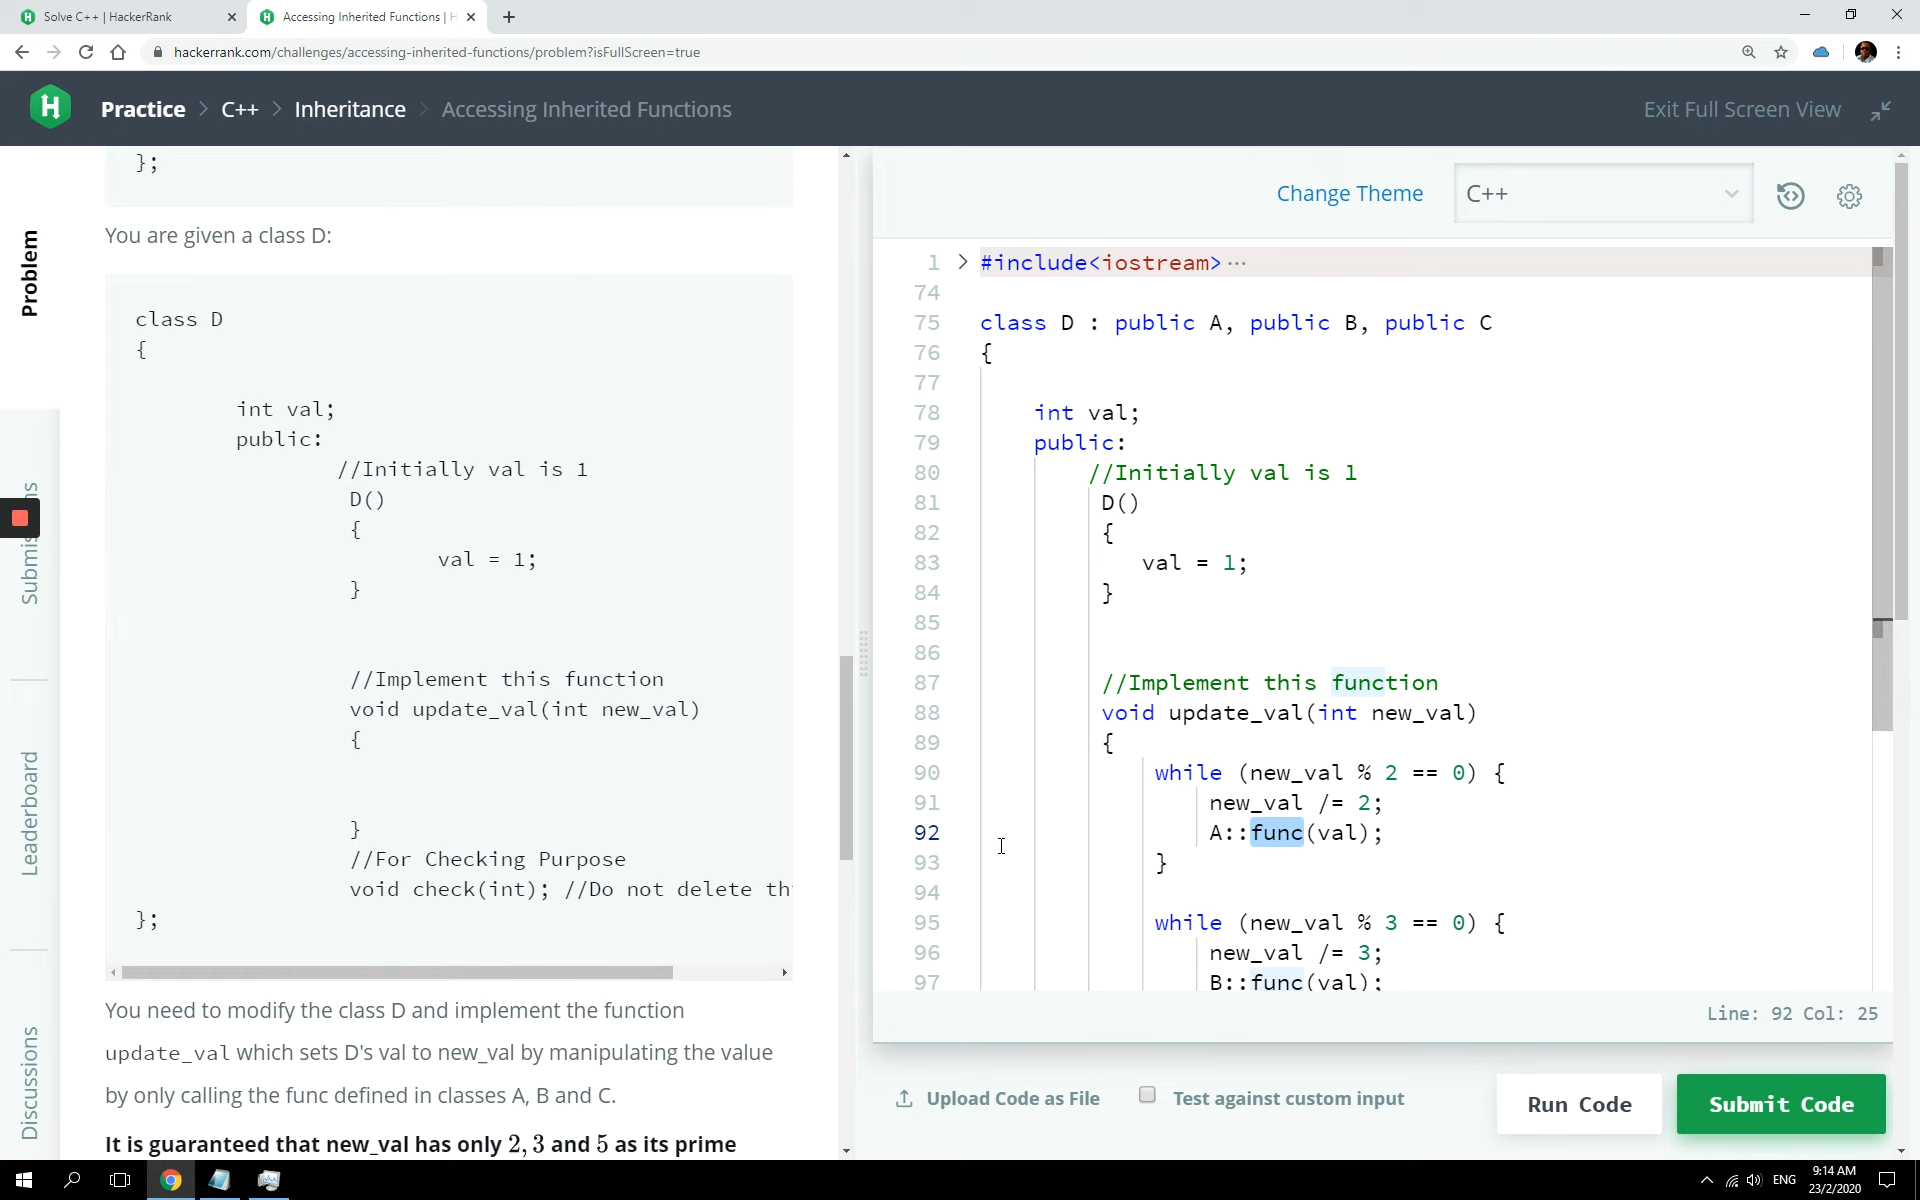 Solve C++ | HackerRank
Accessing Inherited Functions | H
hackerrank.com/challenges/accessing-inherited-functions/problem?isFullScreen=true
H
Practice > C++ > Inheritance > Accessing Inherited Functions
Exit Full Screen View
Problem
Submiss ns
Leaderboard
Discussions
};
You are given a class D:
class D
{
int val;
public:
//Initially val is 1
D()
{
val = 1;
}
//Implement this function
void update_val(int new_val)
{
}
//For Checking Purpose
void check(int); //Do not delete th
};
You need to modify the class D and implement the function
update_val which sets D's val to new_val by manipulating the value
by only calling the func defined in classes A, B and C.
It is guaranteed that new_val has only 2, 3 and 5 as its prime
Change Theme
C++
1 > #include<iostream> ···
74
75 class D : public A, public B, public C
76 {
77
78 int val;
79 public:
80 //Initially val is 1
81 D()
82 {
83 val = 1;
84 }
85
86
87 //Implement this function
88 void update_val(int new_val)
89 {
90 while (new_val % 2 == 0) {
91 new_val /= 2;
92 A::func(val);
93 }
94
95 while (new_val % 3 == 0) {
96 new_val /= 3;
97 B::func(val);
Line: 92 Col: 25
Upload Code as File
Test against custom input
Run Code
Submit Code
ENG
9:14 AM
23/2/2020